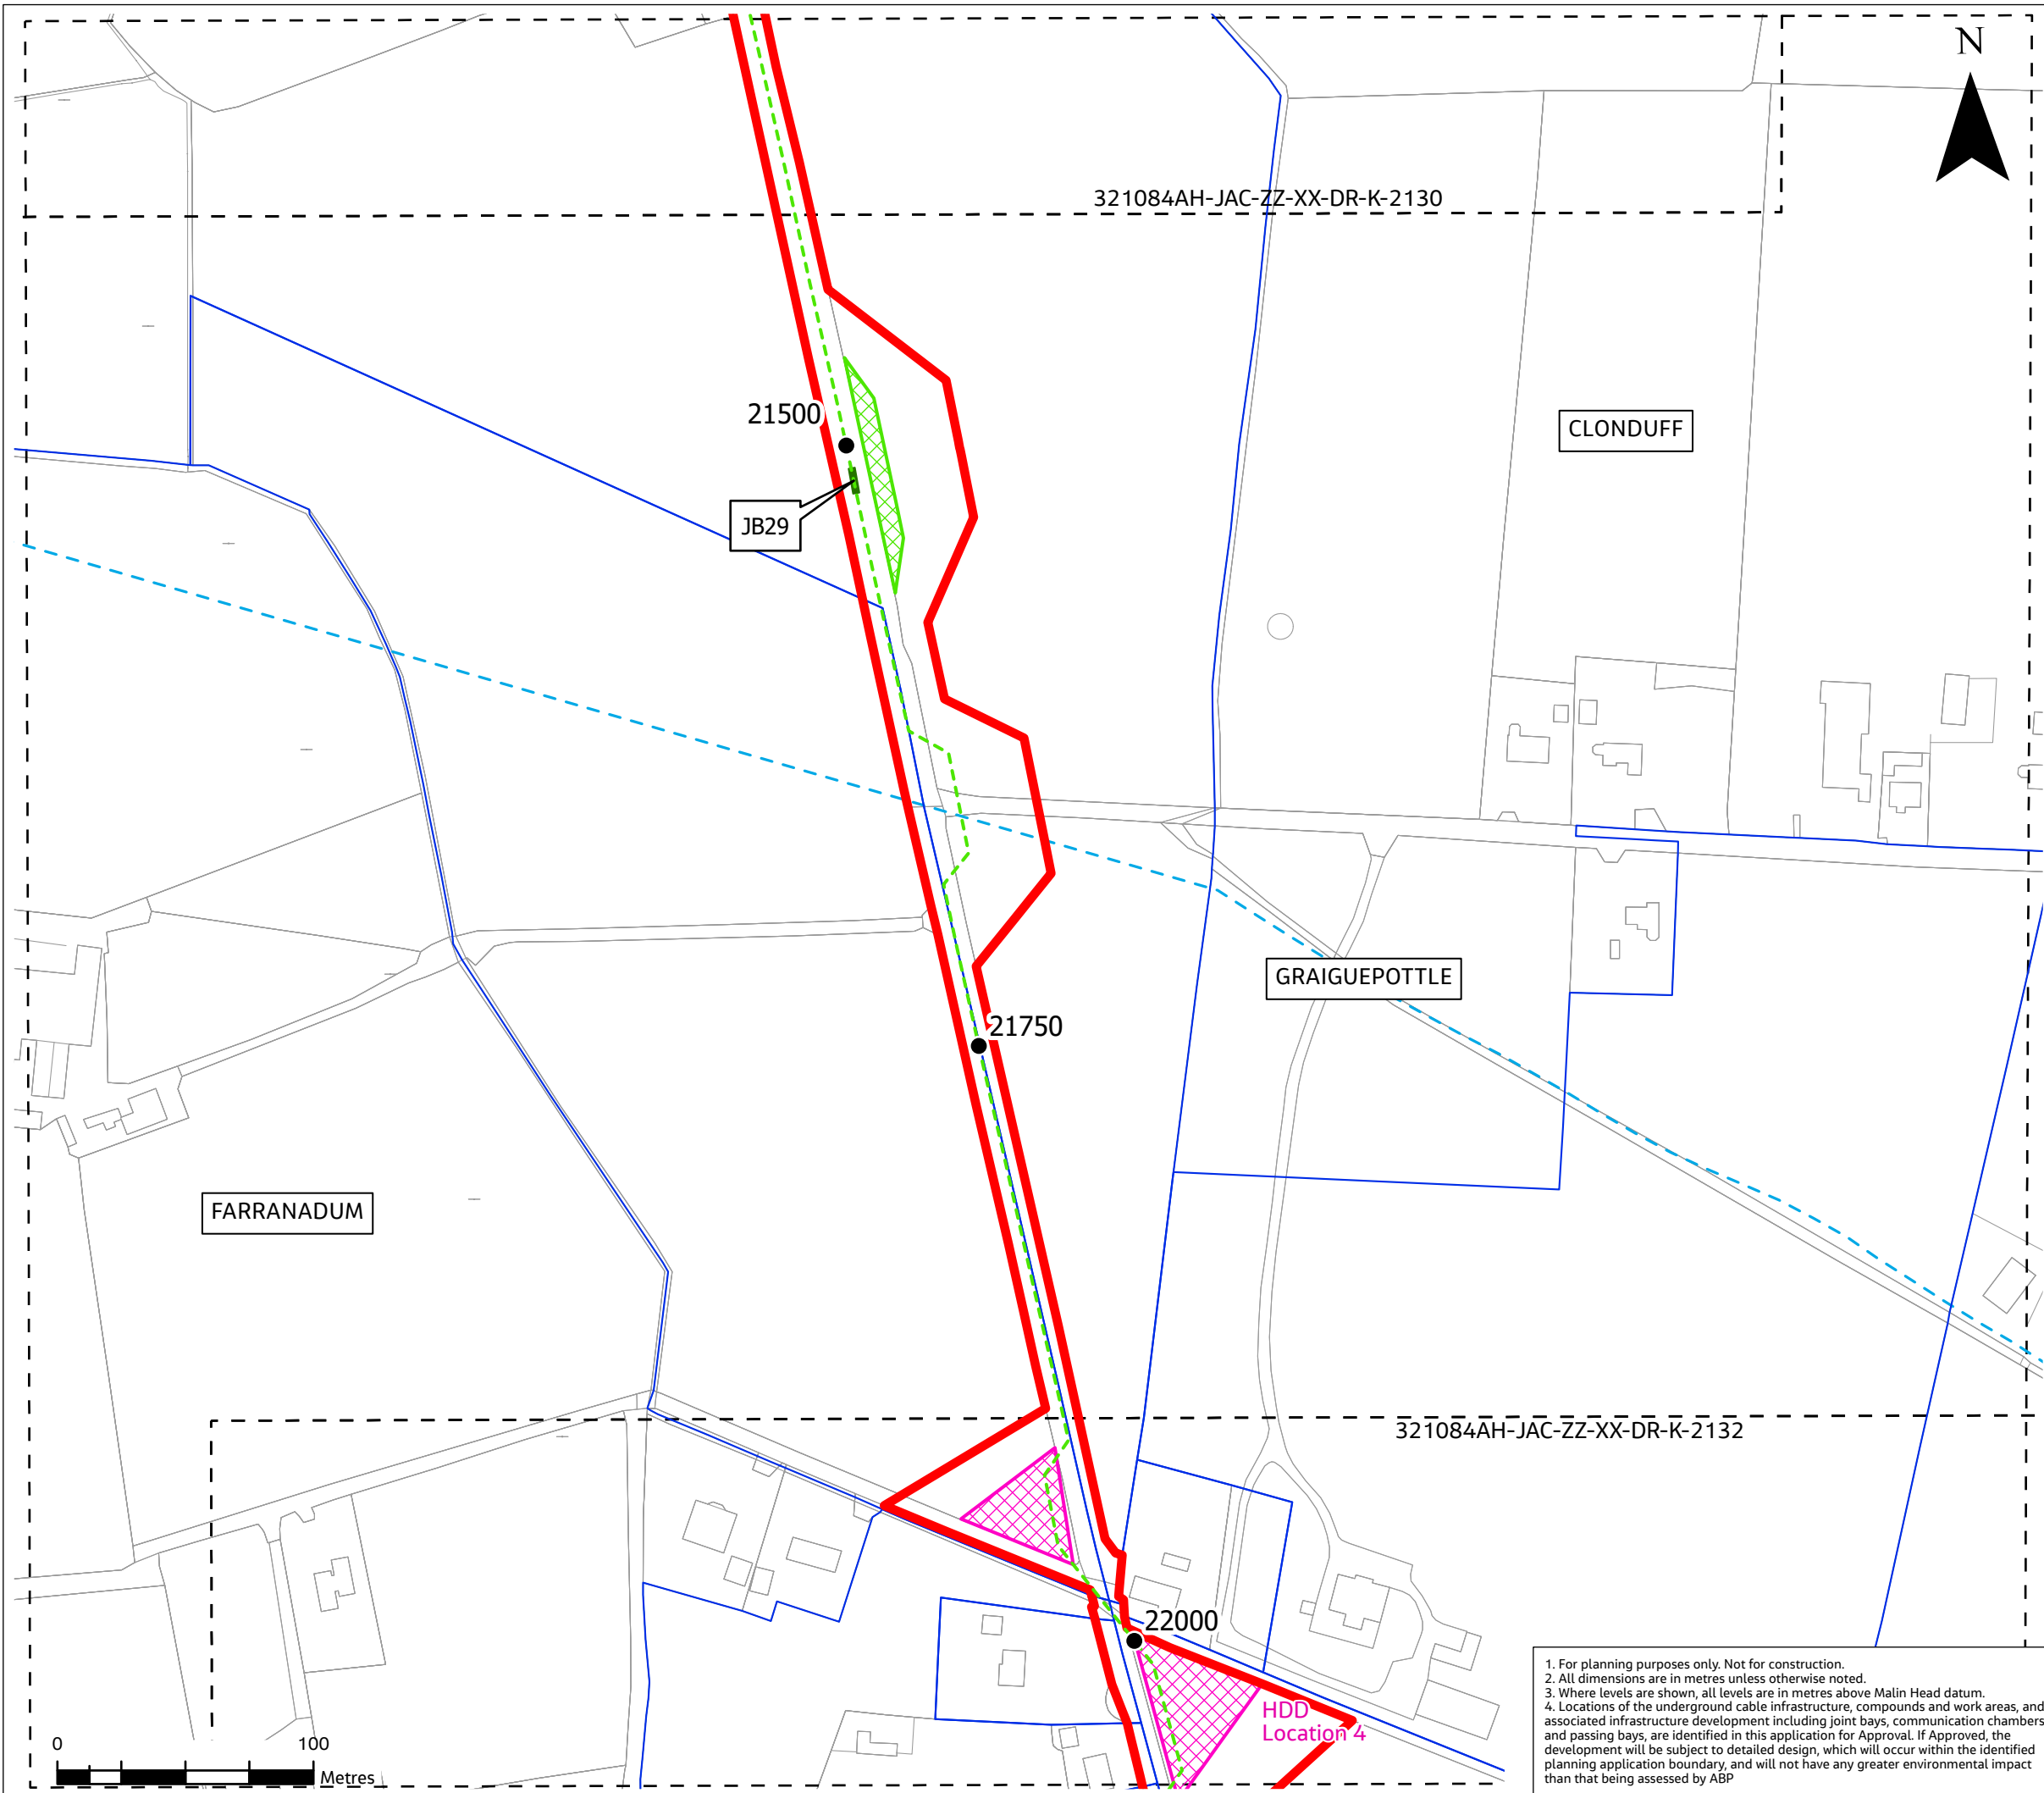 N
321084AH-JAC-ZZ-XX-DR-K-2130
21500
CLONDUFF
JB29
GRAIGUEPOTTLE
21750
FARRANADUM
321084AH-JAC-ZZ-XX-DR-K-2132
22000
HDD
Location 4
0 100
Metres
1. For planning purposes only. Not for construction.
2. All dimensions are in metres unless otherwise noted.
3. Where levels are shown, all levels are in metres above Malin Head datum.
4. Locations of the underground cable infrastructure, compounds and work areas, and
associated infrastructure development including joint bays, communication chambers
and passing bays, are identified in this application for Approval. If Approved, the
development will be subject to detailed design, which will occur within the identified
planning application boundary, and will not have any greater environmental impact
than that being assessed by ABP